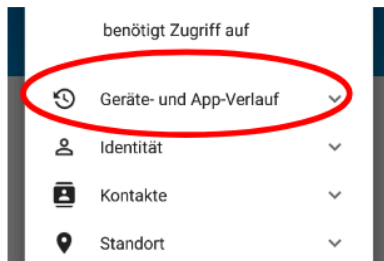 benötigt Zugriff auf
Geräte- und App-Verlauf
Identität
Kontakte
Standort